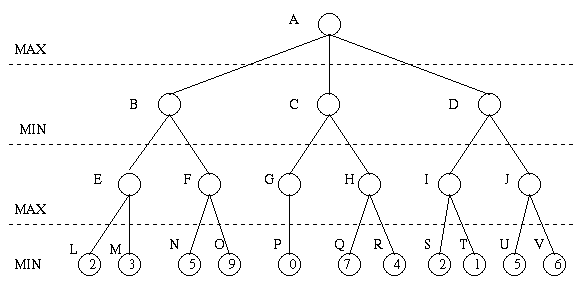 A
MAX
B C D
MIN
E F G H I J
MAX
L M N O P Q R S T U V
MIN 2 3 5 9 0 7 4 2 1 5 6